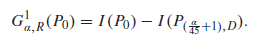 G^1_{α,R}(P_0) = I(P_0) − I(P_{(α/45+1),D}).